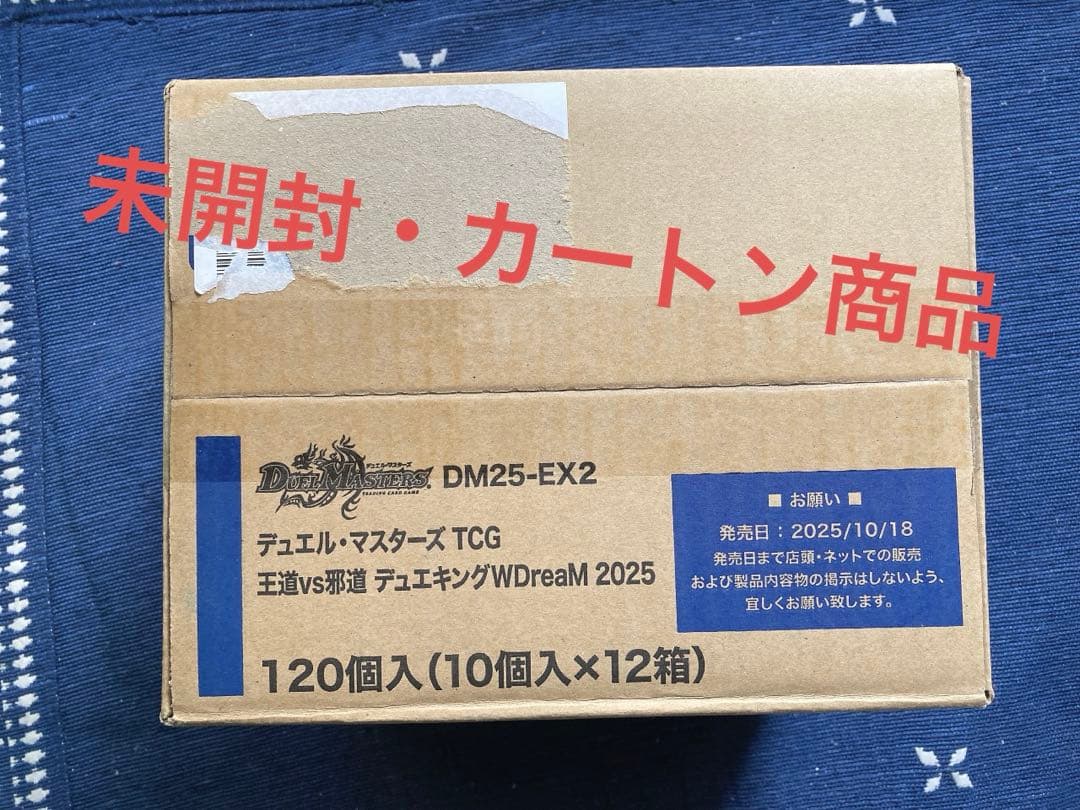 未開封・カートン商品
デュエル・マスターズ
DUEL MASTERS
TRADING CARD GAME
DM25-EX2
デュエル・マスターズ TCG
王道vs邪道 デュエキングWDreaM 2025
120個入(10個入×12箱)
■ お願い ■
発売日：2025/10/18
発売日まで店頭・ネットでの販売
および製品内容物の掲示はしないよう、
宜しくお願い致します。